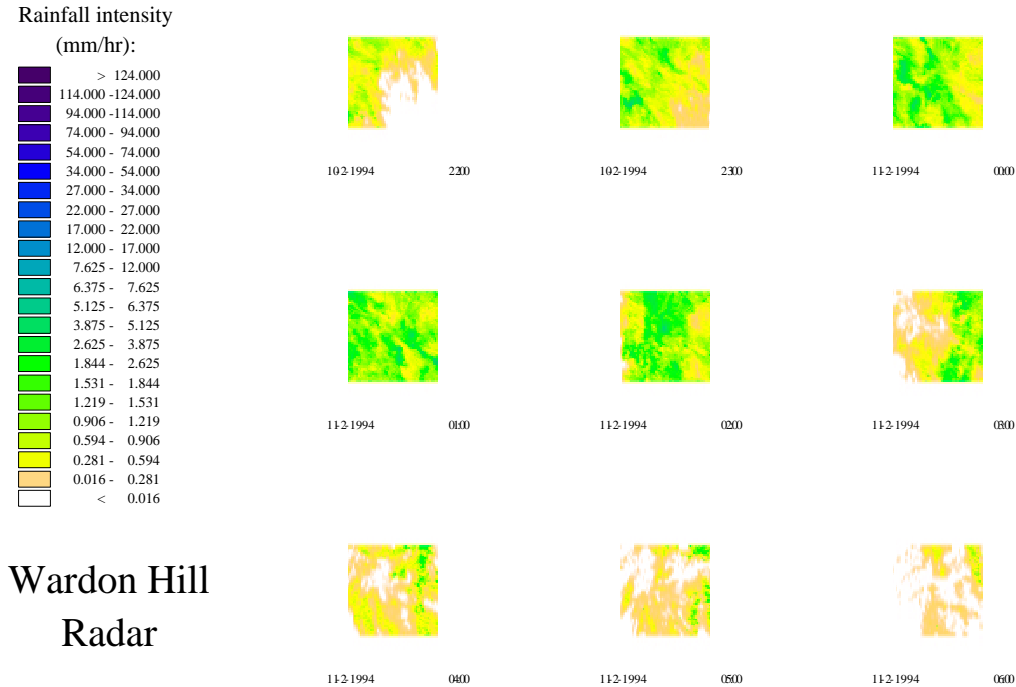 Rainfall intensity
(mm/hr):
> 124.000
114.000 -124.000
94.000 -114.000
74.000 - 94.000
54.000 - 74.000
34.000 - 54.000
27.000 - 34.000
22.000 - 27.000
17.000 - 22.000
12.000 - 17.000
7.625 - 12.000
6.375 - 7.625
5.125 - 6.375
3.875 - 5.125
2.625 - 3.875
1.844 - 2.625
1.531 - 1.844
1.219 - 1.531
0.906 - 1.219
0.594 - 0.906
0.281 - 0.594
0.016 - 0.281
< 0.016
Wardon Hill
Radar
10-2-1994 22:00
10-2-1994 23:00
11-2-1994 00:00
11-2-1994 01:00
11-2-1994 02:00
11-2-1994 03:00
11-2-1994 04:00
11-2-1994 05:00
11-2-1994 06:00